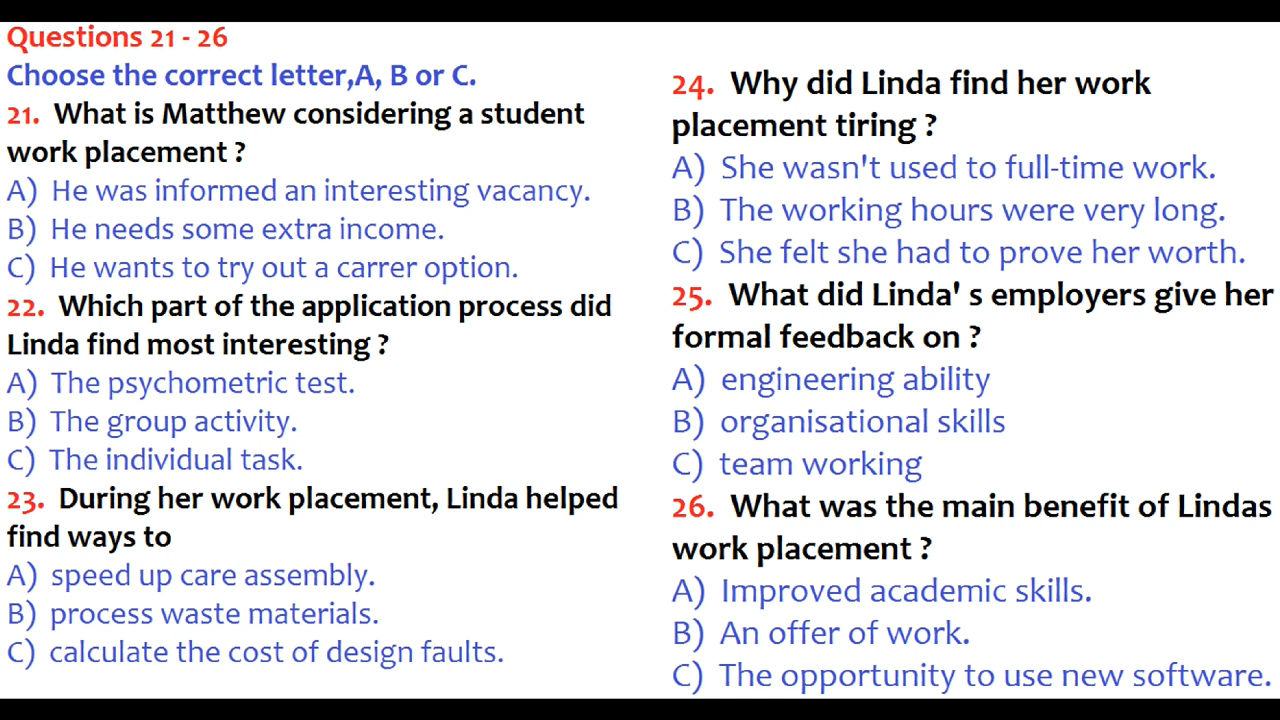 Questions 21 - 26
Choose the correct letter,A, B or C.
21. What is Matthew considering a student
work placement ?
A) He was informed an interesting vacancy.
B) He needs some extra income.
C) He wants to try out a carrer option.
22. Which part of the application process did
Linda find most interesting ?
A) The psychometric test.
B) The group activity.
C) The individual task.
23. During her work placement, Linda helped
find ways to
A) speed up care assembly.
B) process waste materials.
C) calculate the cost of design faults.
24. Why did Linda find her work
placement tiring ?
A) She wasn't used to full-time work.
B) The working hours were very long.
C) She felt she had to prove her worth.
25. What did Linda' s employers give her
formal feedback on ?
A) engineering ability
B) organisational skills
C) team working
26. What was the main benefit of Lindas
work placement ?
A) Improved academic skills.
B) An offer of work.
C) The opportunity to use new software.